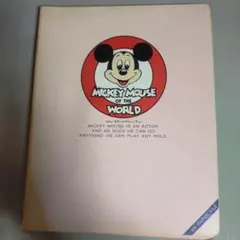 MICKEY MOUSE
OF THE
WORLD
MICKEY MOUSE IS AN ACTOR
AND AS SUCH HE CAN DO
ANYTHING. HE CAN PLAY ANY ROLE.